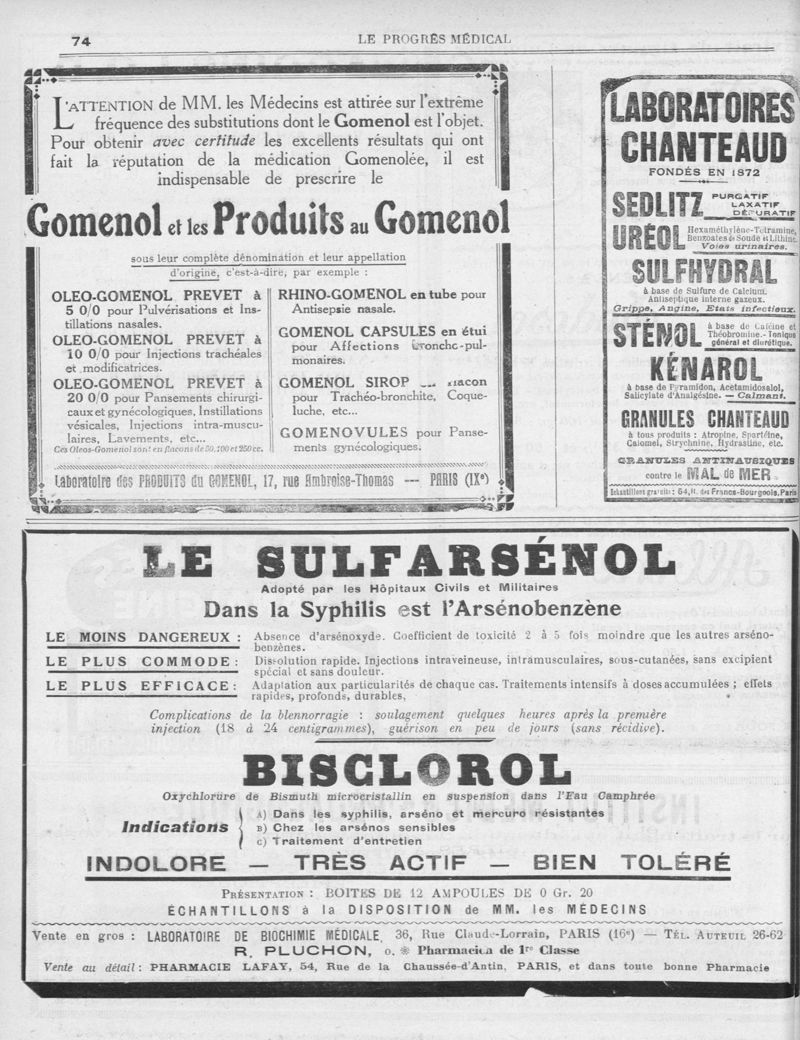 74
LE PROGRÈS MÉDICAL
L'ATTENTION de MM. les Médecins est attirée sur l'extrême
fréquence des substitutions dont le Gomenol est l'objet.
Pour obtenir avec certitude les excellents résultats qui ont
fait la réputation de la médication Gomenolée, il est
indispensable de prescrire le
Gomenol et les Produits au Gomenol
sous leur complète dénomination et leur appellation
d'origine, c'est-à-dire, par exemple :
OLEO-GOMENOL PREVET à
5 0/0 pour Pulvérisations et Ins-
tillations nasales.
OLEO-GOMENOL PREVET à
10 0/0 pour Injections trachéales
et modificatrices.
OLEO-GOMENOL PREVET à
20 0/0 pour Pansements chirurgi-
caux et gynécologiques, Instillations
vésicales, Injections intra-muscu-
laires, Lavements, etc...
Ces Oleos-Gomenol sont en flacons de 50, 100 et 250 cc.
RHINO-GOMENOL en tube pour
Antisepsie nasale.
GOMENOL CAPSULES en étui
pour Affections broncho-pul-
monaires.
GOMENOL SIROP flacon
pour Trachéo-bronchite, Coque-
luche, etc...
GOMENOVULES pour Panse-
ments gynécologiques.
Laboratoire des PRODUITS du GOMENOL, 17, rue Ambroise-Thomas — PARIS (IXe)
LABORATOIRES
CHANTEAUD
FONDÉS EN 1872
SEDLITZ PURGATIF
LAXATIF
DÉPURATIF
URÉOL Hexaméthylène-Tétramine,
Benzoates de Soude et Lithine.
Voies urinaires.
SULFHYDRAL
à base de Sulfure de Calcium.
Antiseptique interne gazeux.
Grippe, Angine, Etats infectieux.
STÉNOL à base de Caféine et
Théobromine. - Tonique
général et diurétique.
KÉNAROL
à base de Pyramidon, Acetamidosalol,
Salicylate d'Analgésine. — Calmant.
GRANULES CHANTEAUD
à tous produits : Atropine, Spartéine,
Calomel, Strychnine, Hydrastine, etc.
GRANULES ANTINAUSIQUES
contre le MAL de MER
Echantillons gratuits : 54, R. des Francs-Bourgeois, Paris
LE SULFARSÉNOL
Adopté par les Hôpitaux Civils et Militaires
Dans la Syphilis est l'Arsénobenzène
LE MOINS DANGEREUX : Absence d'arsénoxyde. Coefficient de toxicité 2 à 5 fois moindre que les autres arséno-
benzènes.
LE PLUS COMMODE : Dissolution rapide. Injections intraveineuse, intramusculaires, sous-cutanées, sans excipient
spécial et sans douleur.
LE PLUS EFFICACE : Adaptation aux particularités de chaque cas. Traitements intensifs à doses accumulées ; effets
rapides, profonds, durables.
Complications de la blennorragie : soulagement quelques heures après la première
injection (18 à 24 centigrammes), guérison en peu de jours (sans récidive).
BISCLOROL
Oxychlorure de Bismuth microcristallin en suspension dans l'Eau Camphrée
Indications
A) Dans les syphilis, arséno et mercuro résistantes
B) Chez les arsénos sensibles
C) Traitement d'entretien
INDOLORE — TRÈS ACTIF — BIEN TOLÉRÉ
PRÉSENTATION : BOITES DE 12 AMPOULES DE 0 Gr. 20
ÉCHANTILLONS à la DISPOSITION de MM. les MÉDECINS
Vente en gros : LABORATOIRE DE BIOCHIMIE MÉDICALE, 36, Rue Claude-Lorrain, PARIS (16e) — TÉL. AUTEUIL 26-62
R. PLUCHON, O. ※ Pharmacien de 1re Classe
Vente au détail : PHARMACIE LAFAY, 54, Rue de la Chaussée-d'Antin, PARIS, et dans toute bonne Pharmacie